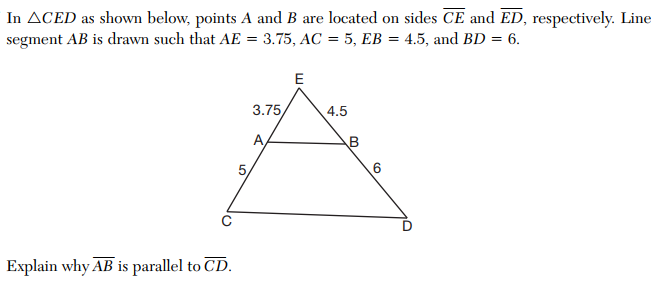 In △CED as shown below, points A and B are located on sides CE and ED, respectively. Line
segment AB is drawn such that AE = 3.75, AC = 5, EB = 4.5, and BD = 6.
E
3.75
4.5
A
B
5
6
C
D
Explain why AB is parallel to CD.